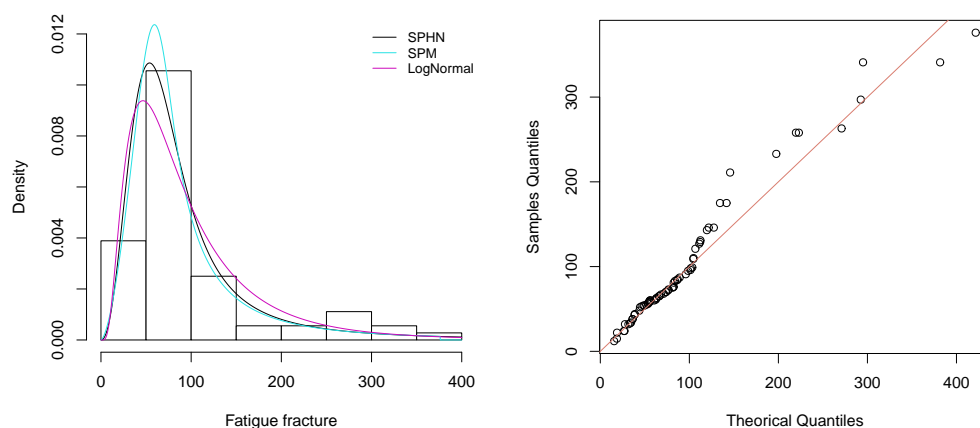 SPHN
SPM
LogNormal
Density
0.000
0.004
0.008
0.012
0
100
200
300
400
Fatigue fracture
Samples Quantiles
0
100
200
300
0
100
200
300
400
Theorical Quantiles